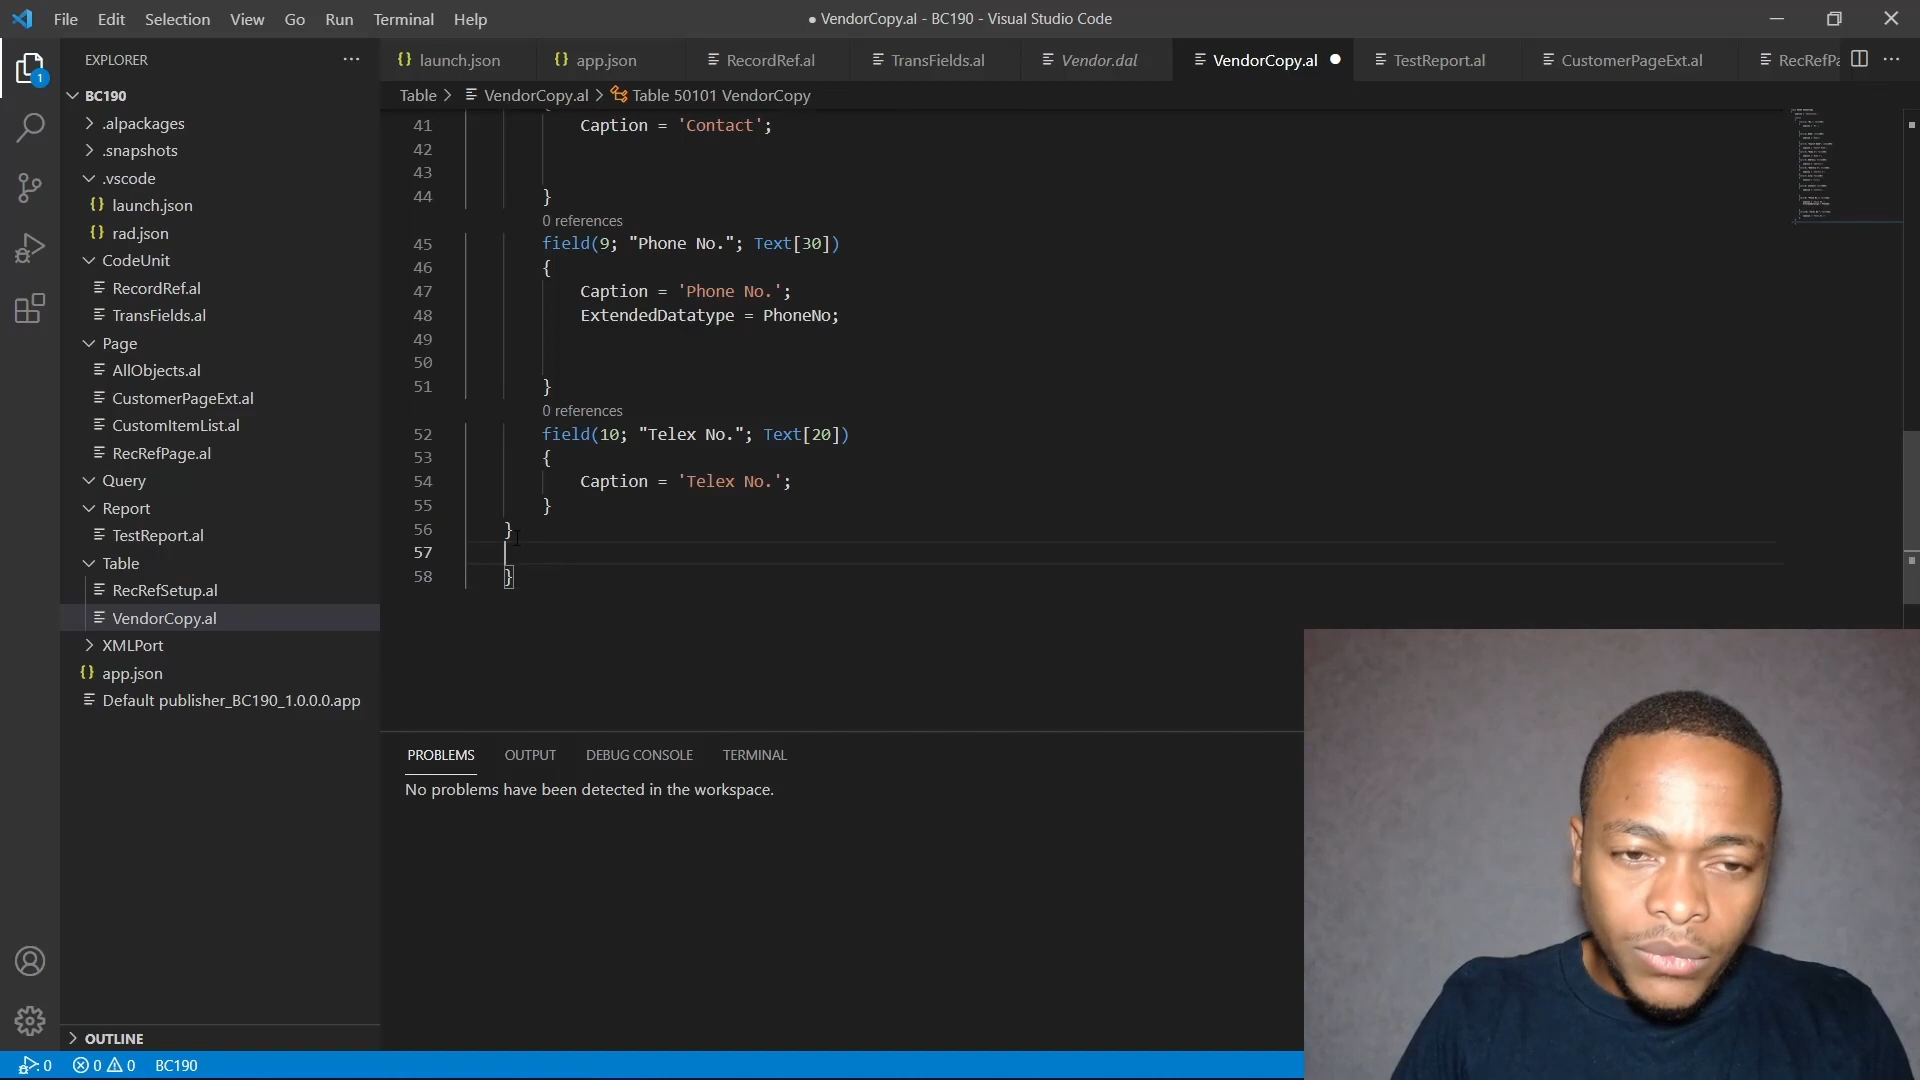 File Edit Selection View Go Run Terminal Help
● VendorCopy.al - BC190 - Visual Studio Code
EXPLORER
launch.json
app.json
RecordRef.al
TransFields.al
Vendor.dal
VendorCopy.al
TestReport.al
CustomerPageExt.al
RecRefPa
Table > VendorCopy.al > Table 50101 VendorCopy
1
BC190
.alpackages
.snapshots
.vscode
launch.json
rad.json
CodeUnit
RecordRef.al
TransFields.al
Page
AllObjects.al
CustomerPageExt.al
CustomItemList.al
RecRefPage.al
Query
Report
TestReport.al
Table
RecRefSetup.al
VendorCopy.al
XMLPort
app.json
Default publisher_BC190_1.0.0.0.app
OUTLINE
41 Caption = 'Contact';
42
43
44 }
0 references
45 field(9; "Phone No."; Text[30])
46 {
47 Caption = 'Phone No.';
48 ExtendedDatatype = PhoneNo;
49
50
51 }
0 references
52 field(10; "Telex No."; Text[20])
53 {
54 Caption = 'Telex No.';
55 }
56 }
57
58 }
PROBLEMS OUTPUT DEBUG CONSOLE TERMINAL
No problems have been detected in the workspace.
0 0 0 BC190